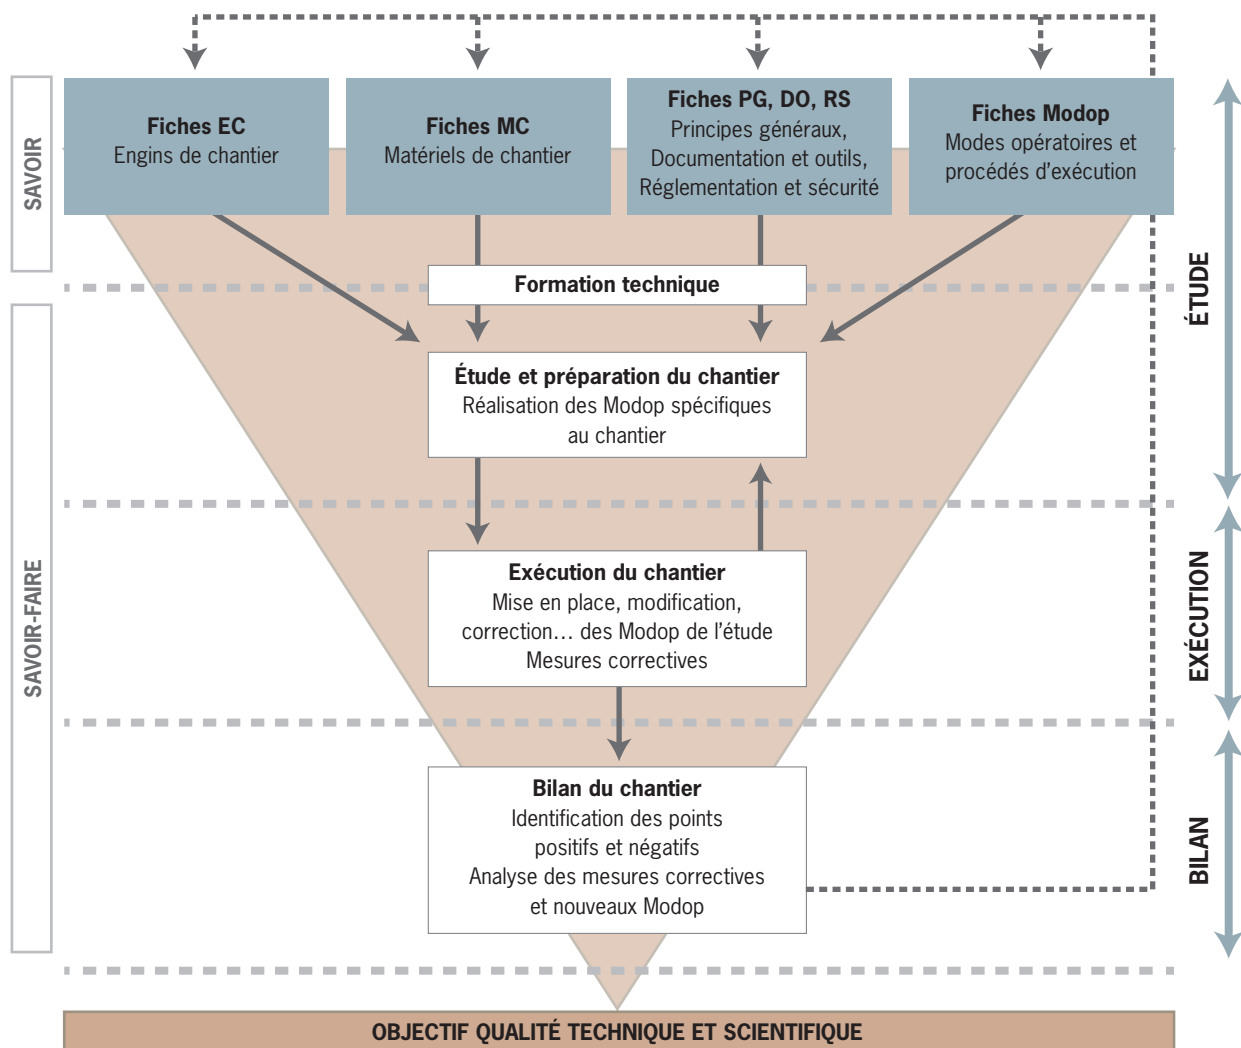 SAVOIR
Fiches EC
Engins de chantier
Fiches MC
Matériels de chantier
Fiches PG, DO, RS
Principes généraux,
Documentation et outils,
Réglementation et sécurité
Fiches Modop
Modes opératoires et
procédés d’exécution
Formation technique
ÉTUDE
SAVOIR-FAIRE
Étude et préparation du chantier
Réalisation des Modop spécifiques
au chantier
Exécution du chantier
Mise en place, modification,
correction… des Modop de l’étude
Mesures correctives
EXÉCUTION
Bilan du chantier
Identification des points
positifs et négatifs
Analyse des mesures correctives
et nouveaux Modop
BILAN
OBJECTIF QUALITÉ TECHNIQUE ET SCIENTIFIQUE